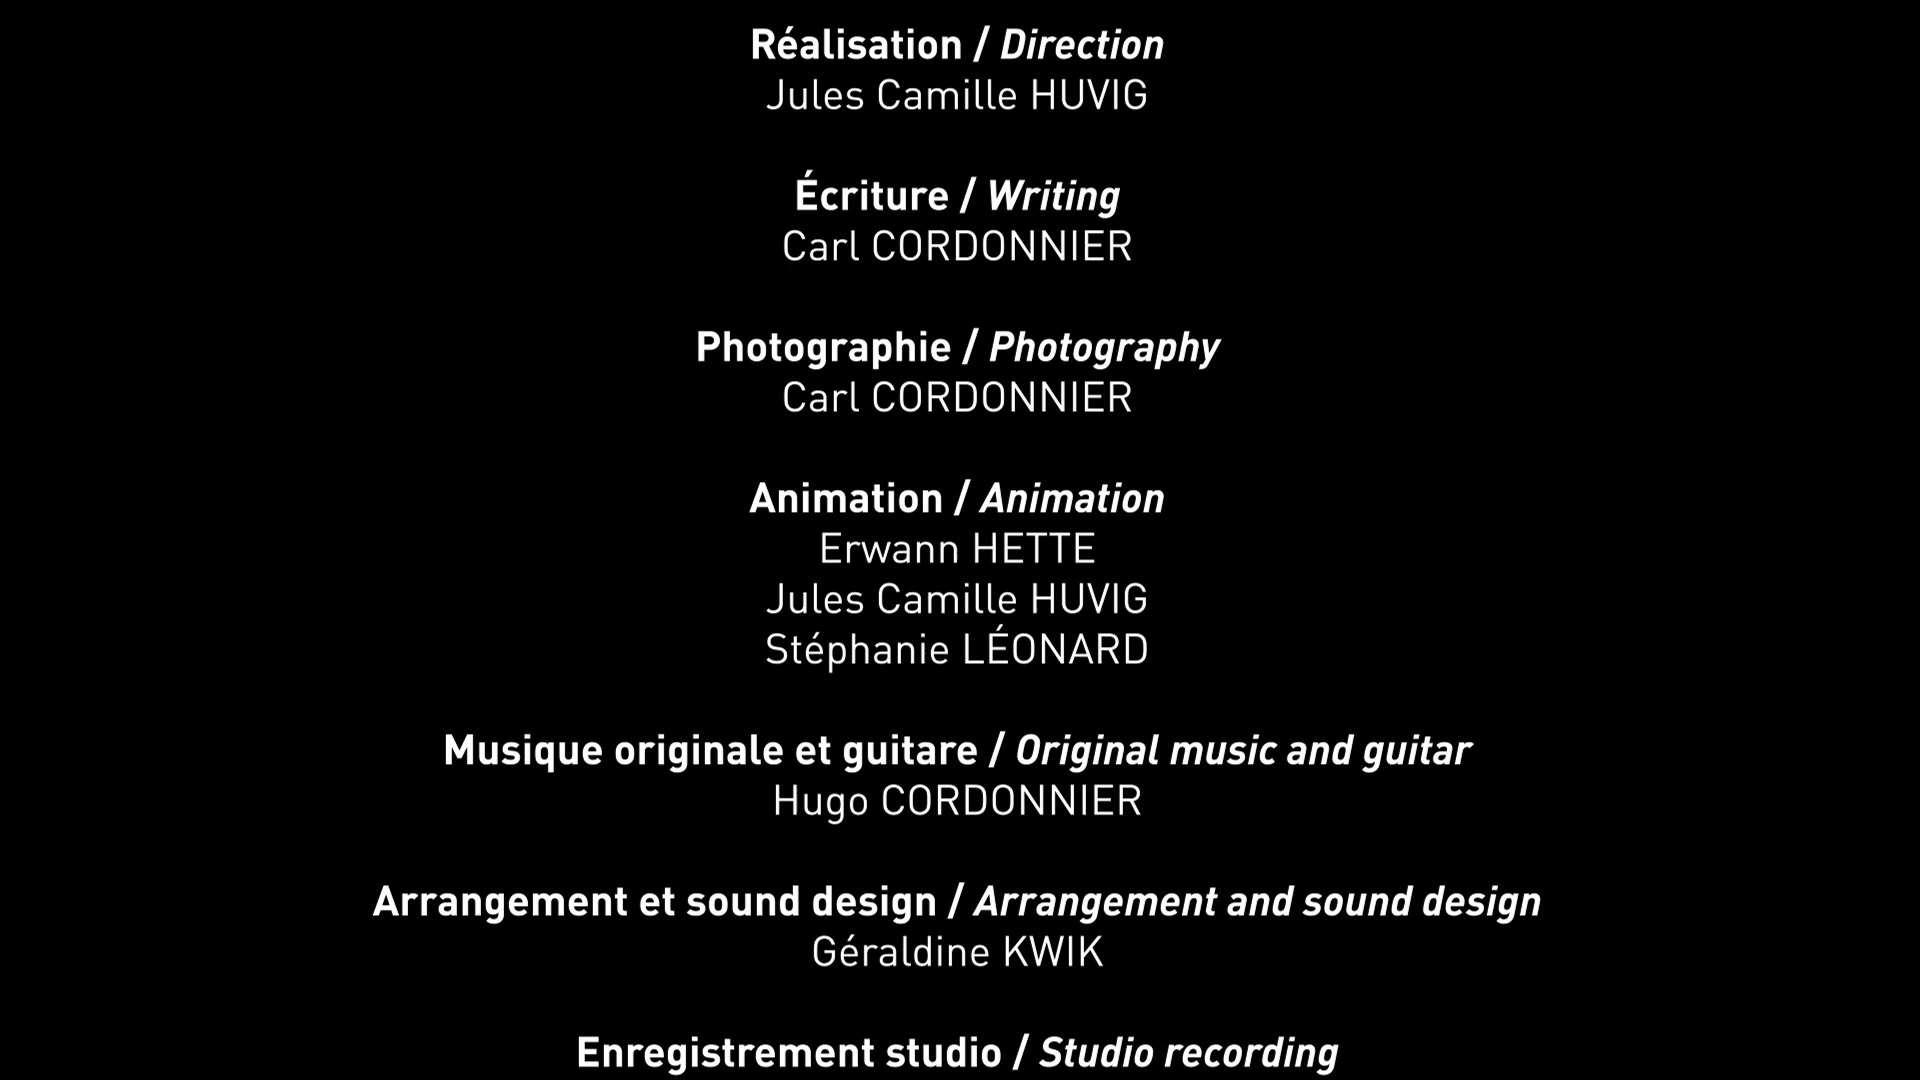 Réalisation / Direction
Jules Camille HUVIG
Écriture / Writing
Carl CORDONNIER
Photographie / Photography
Carl CORDONNIER
Animation / Animation
Erwann HETTE
Jules Camille HUVIG
Stéphanie LÉONARD
Musique originale et guitare / Original music and guitar
Hugo CORDONNIER
Arrangement et sound design / Arrangement and sound design
Géraldine KWIK
Enregistrement studio / Studio recording